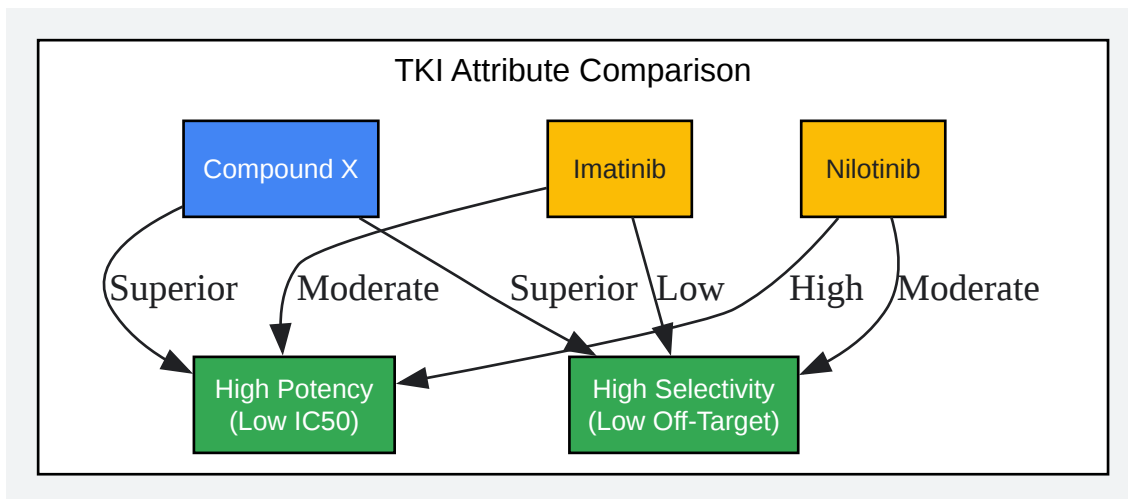 TKI Attribute Comparison
Compound X
Imatinib
Nilotinib
Superior
Moderate
Superior
Low
High
Moderate
High Potency
(Low IC50)
High Selectivity
(Low Off-Target)